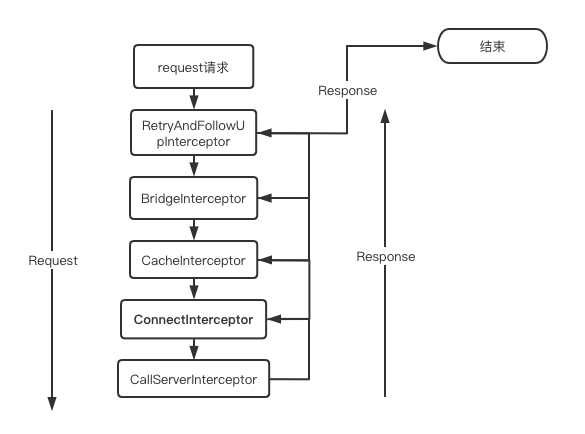 结束
request请求
Response
RetryAndFollowU
pInterceptor
BridgeInterceptor
Request
CacheInterceptor
Response
ConnectInterceptor
CallServerInterceptor